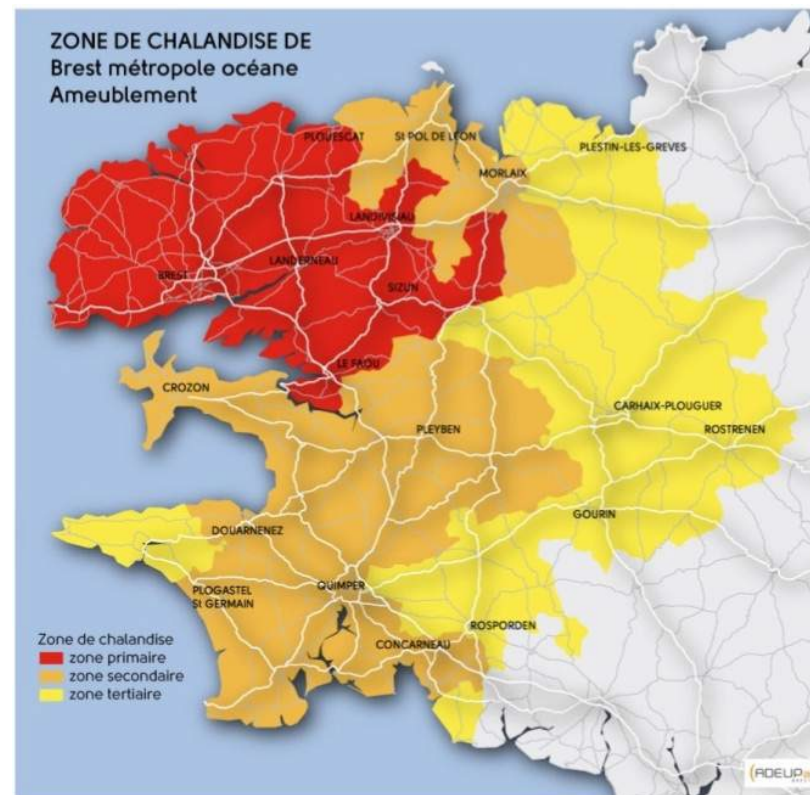 ZONE DE CHALANDISE DE
Brest métropole océane
Ameublement
PLOUESCAT
St POL DE LÉON
PLESTIN-LES-GREVES
MORLAIX
LANDIVISIAU
LANDERNEAU
BREST
SIZUN
LE FAOU
CROZON
CARHAIX-PLOUGUER
PLEYBEN
ROSTRENEN
GOURIN
DOUARNENEZ
QUIMPER
PLOGASTEL
St GERMAIN
ROSPORDEN
CONCARNEAU
Zone de chalandise
zone primaire
zone secondaire
zone tertiaire
ADEUP